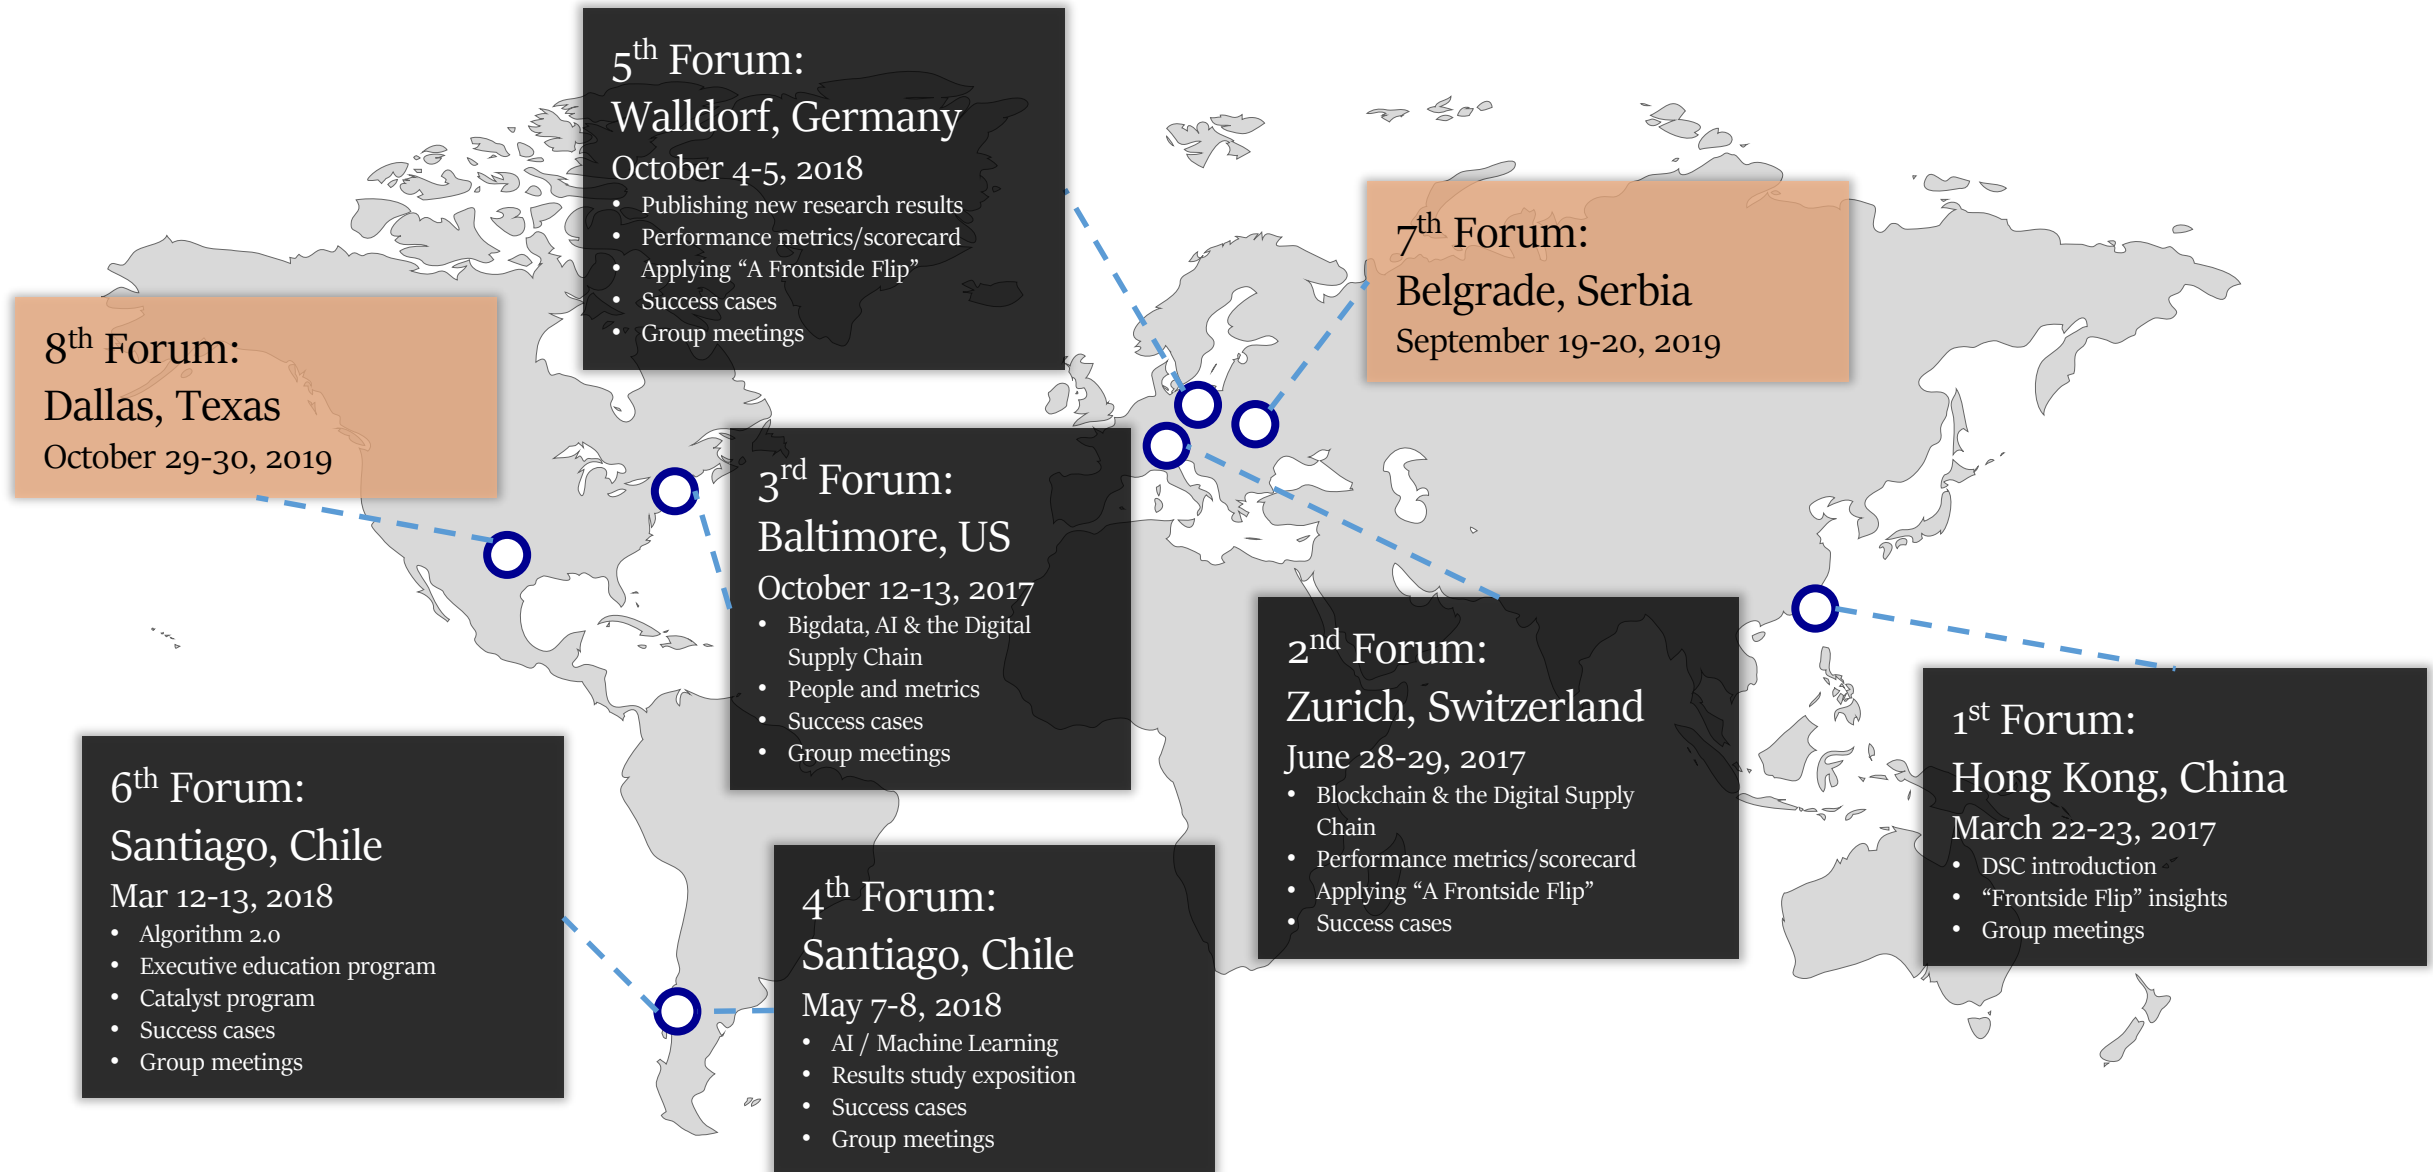 5th Forum:
Walldorf, Germany
October 4-5, 2018
• Publishing new research results
• Performance metrics/scorecard
• Applying “A Frontside Flip”
• Success cases
• Group meetings
7th Forum:
Belgrade, Serbia
September 19-20, 2019
8th Forum:
Dallas, Texas
October 29-30, 2019
3rd Forum:
Baltimore, US
October 12-13, 2017
• Bigdata, AI & the Digital
Supply Chain
• People and metrics
• Success cases
• Group meetings
2nd Forum:
Zurich, Switzerland
June 28-29, 2017
• Blockchain & the Digital Supply
Chain
• Performance metrics/scorecard
• Applying “A Frontside Flip”
• Success cases
1st Forum:
Hong Kong, China
March 22-23, 2017
• DSC introduction
• “Frontside Flip” insights
• Group meetings
6th Forum:
Santiago, Chile
Mar 12-13, 2018
• Algorithm 2.0
• Executive education program
• Catalyst program
• Success cases
• Group meetings
4th Forum:
Santiago, Chile
May 7-8, 2018
• AI / Machine Learning
• Results study exposition
• Success cases
• Group meetings